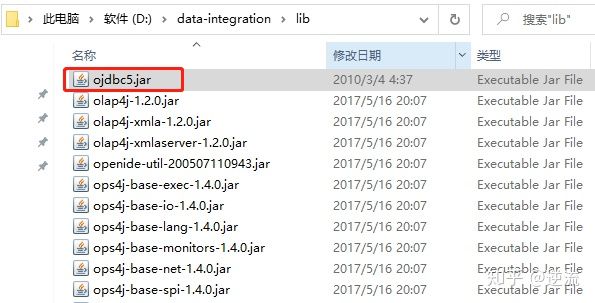 此电脑 > 软件 (D:) > data-integration > lib
搜索"lib"
名称 修改日期 类型
ojdbc5.jar 2010/3/4 4:37 Executable Jar File
olap4j-1.2.0.jar 2017/5/16 20:07 Executable Jar File
olap4j-xmla-1.2.0.jar 2017/5/16 20:07 Executable Jar File
olap4j-xmlaserver-1.2.0.jar 2017/5/16 20:07 Executable Jar File
openide-util-200507110943.jar 2017/5/16 20:07 Executable Jar File
ops4j-base-exec-1.4.0.jar 2017/5/16 20:07 Executable Jar File
ops4j-base-io-1.4.0.jar 2017/5/16 20:07 Executable Jar File
ops4j-base-lang-1.4.0.jar 2017/5/16 20:07 Executable Jar File
ops4j-base-monitors-1.4.0.jar 2017/5/16 20:07 Executable Jar File
ops4j-base-net-1.4.0.jar 2017/5/16 20:07 Executable Jar File
ops4j-base-spi-1.4.0.jar 2017/5/16 20:07 Executable Jar File
知乎 @逆流